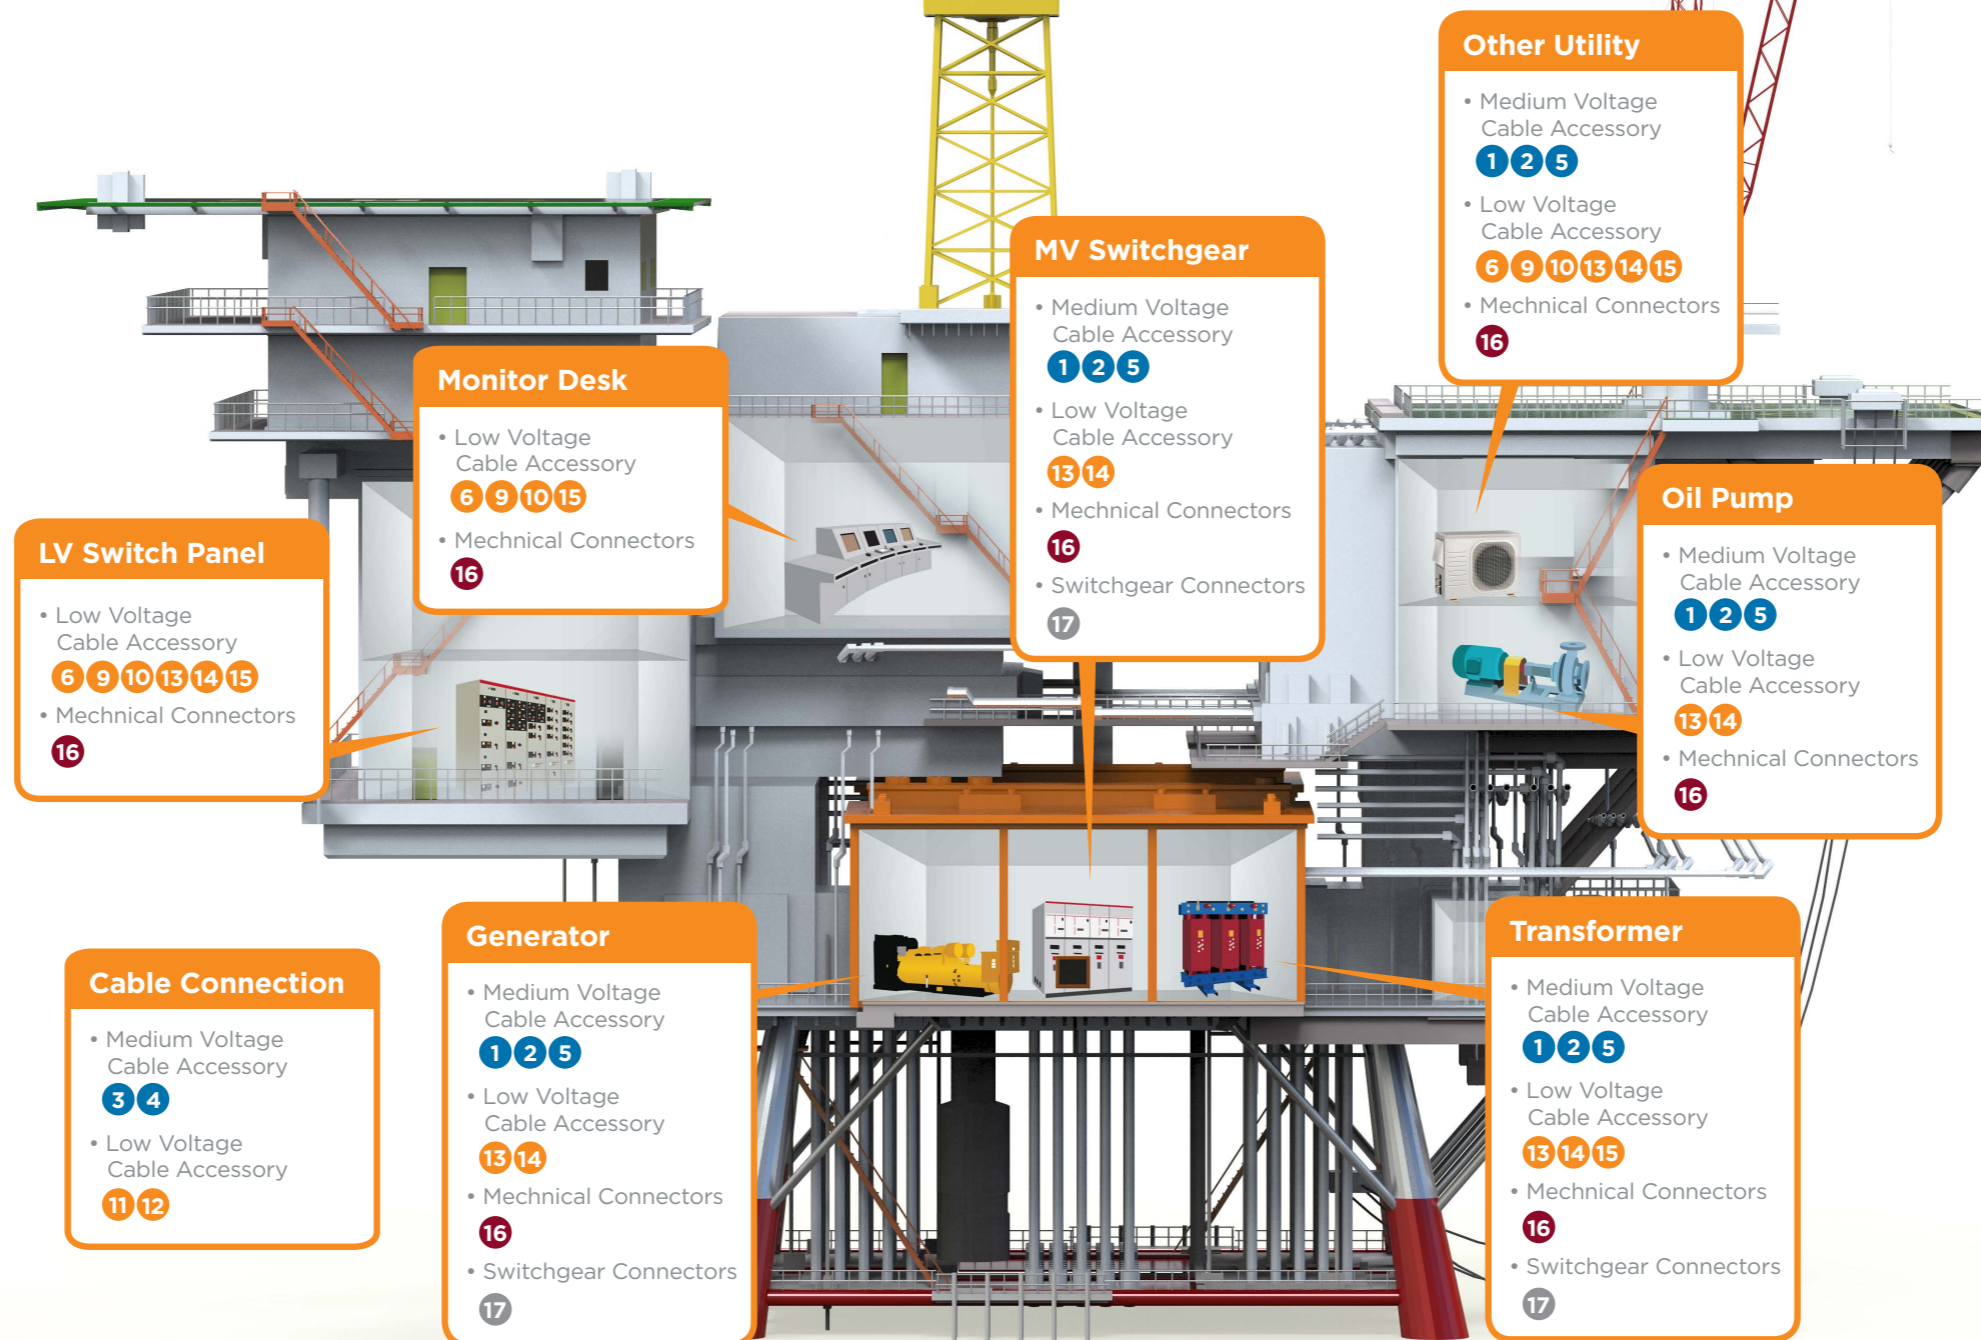 Other Utility
• Medium Voltage
Cable Accessory
1 2 5
• Low Voltage
Cable Accessory
6 9 10 13 14 15
• Mechnical Connectors
16
MV Switchgear
• Medium Voltage
Cable Accessory
1 2 5
• Low Voltage
Cable Accessory
13 14
• Mechnical Connectors
16
• Switchgear Connectors
17
Monitor Desk
• Low Voltage
Cable Accessory
6 9 10 15
• Mechnical Connectors
16
Oil Pump
• Medium Voltage
Cable Accessory
1 2 5
• Low Voltage
Cable Accessory
13 14
• Mechnical Connectors
16
LV Switch Panel
• Low Voltage
Cable Accessory
6 9 10 13 14 15
• Mechnical Connectors
16
Cable Connection
• Medium Voltage
Cable Accessory
3 4
• Low Voltage
Cable Accessory
11 12
Generator
• Medium Voltage
Cable Accessory
1 2 5
• Low Voltage
Cable Accessory
13 14
• Mechnical Connectors
16
• Switchgear Connectors
17
Transformer
• Medium Voltage
Cable Accessory
1 2 5
• Low Voltage
Cable Accessory
13 14 15
• Mechnical Connectors
16
• Switchgear Connectors
17